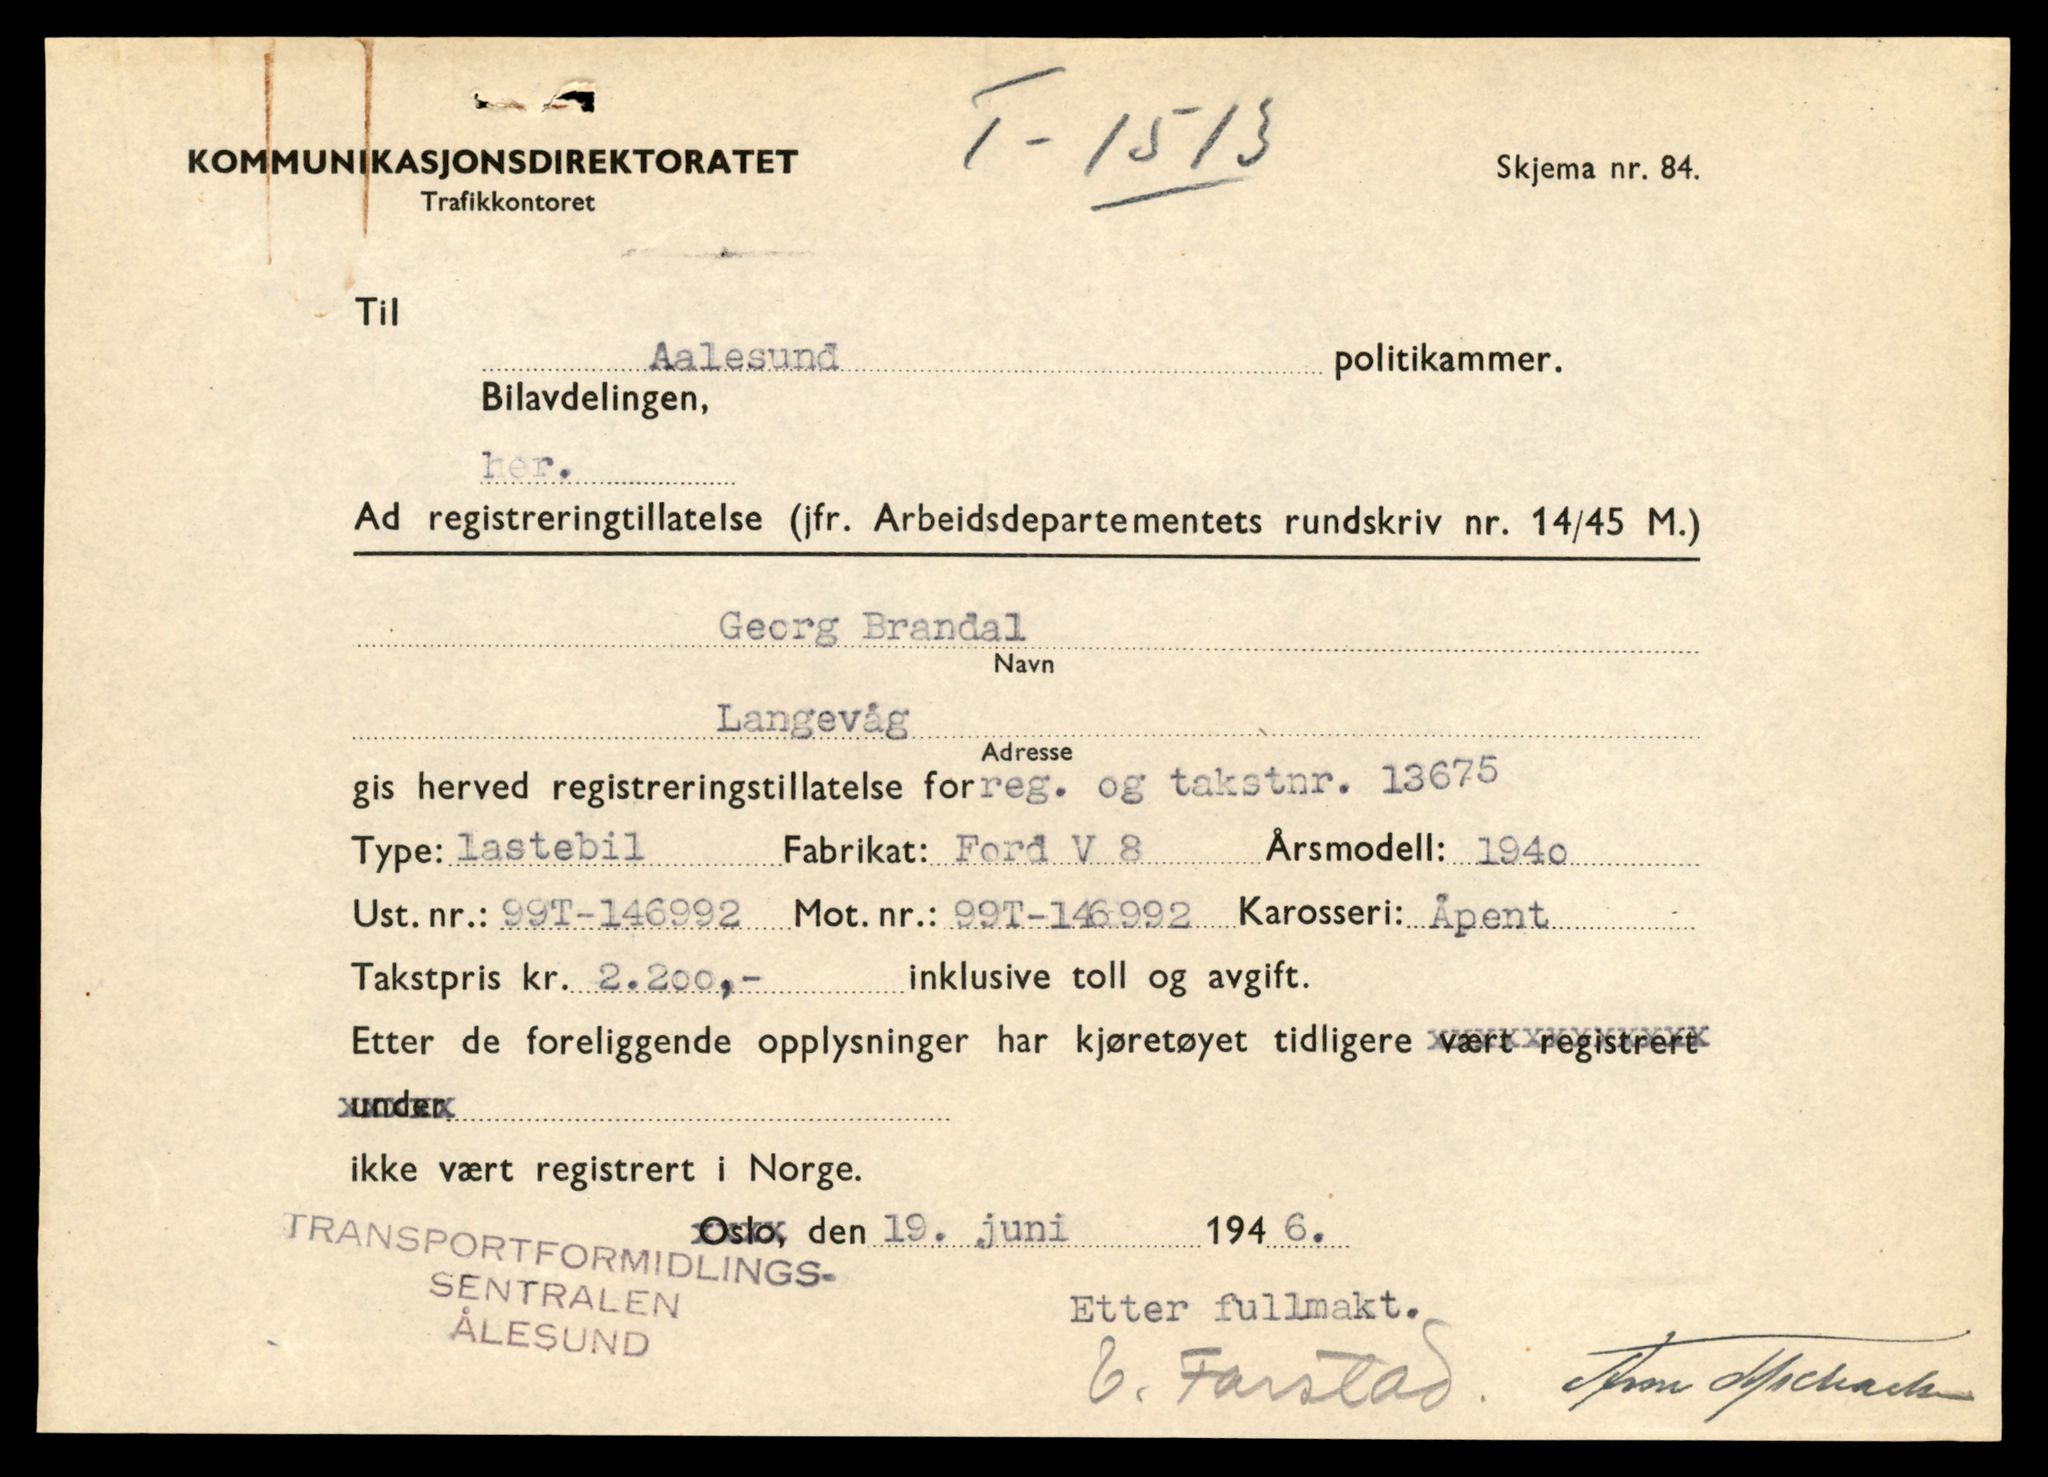 T-1513
KOMMUNIKASJONSDIREKTORATET
Trafikkontoret
Skjema nr. 84.
Til
Aalesund politikammer.
Bilavdelingen,
her.
Ad registreringtillatelse (jfr. Arbeidsdepartementets rundskriv nr. 14/45 M.)
Georg Brandal
Navn
Langevåg
Adresse
gis herved registreringstillatelse for reg. og takstnr. 13675
Type: lastebil Fabrikat: Ford V 8 Årsmodell: 194o
Ust. nr.: 99T-146992 Mot. nr.: 99T-146992 Karosseri: Åpent
Takstpris kr. 2.2oo,- inklusive toll og avgift.
Etter de foreliggende opplysninger har kjøretøyet tidligere vært registrert
under
ikke vært registrert i Norge.
Oslo, den 19. juni 1946.
TRANSPORTFORMIDLINGS-
SENTRALEN
ÅLESUND
Etter fullmakt.
E. Farstad.